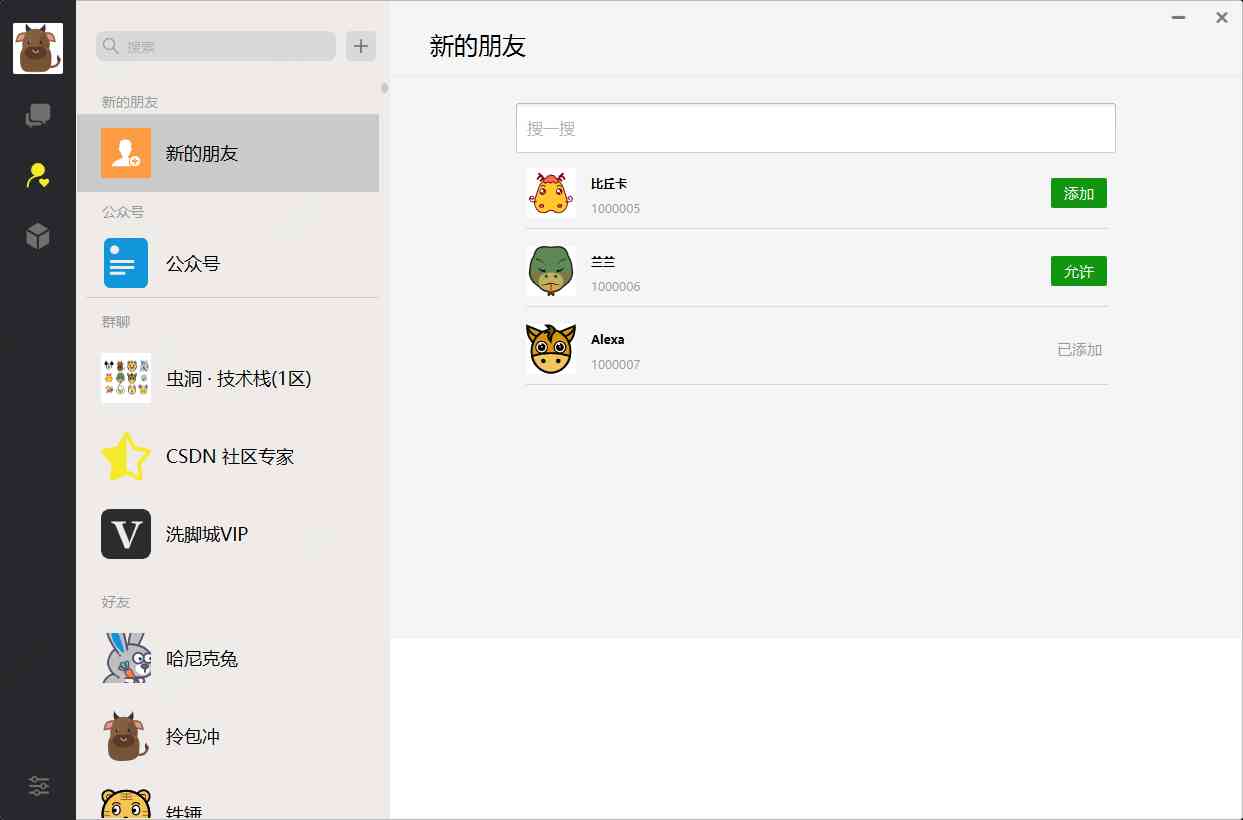 搜索
新的朋友
新的朋友
公众号
公众号
群聊
虫洞 · 技术栈(1区)
CSDN 社区专家
V
洗脚城VIP
好友
哈尼克兔
拎包冲
铁锤
新的朋友
搜一搜
比丘卡
1000005
添加
兰兰
1000006
允许
Alexa
1000007
已添加